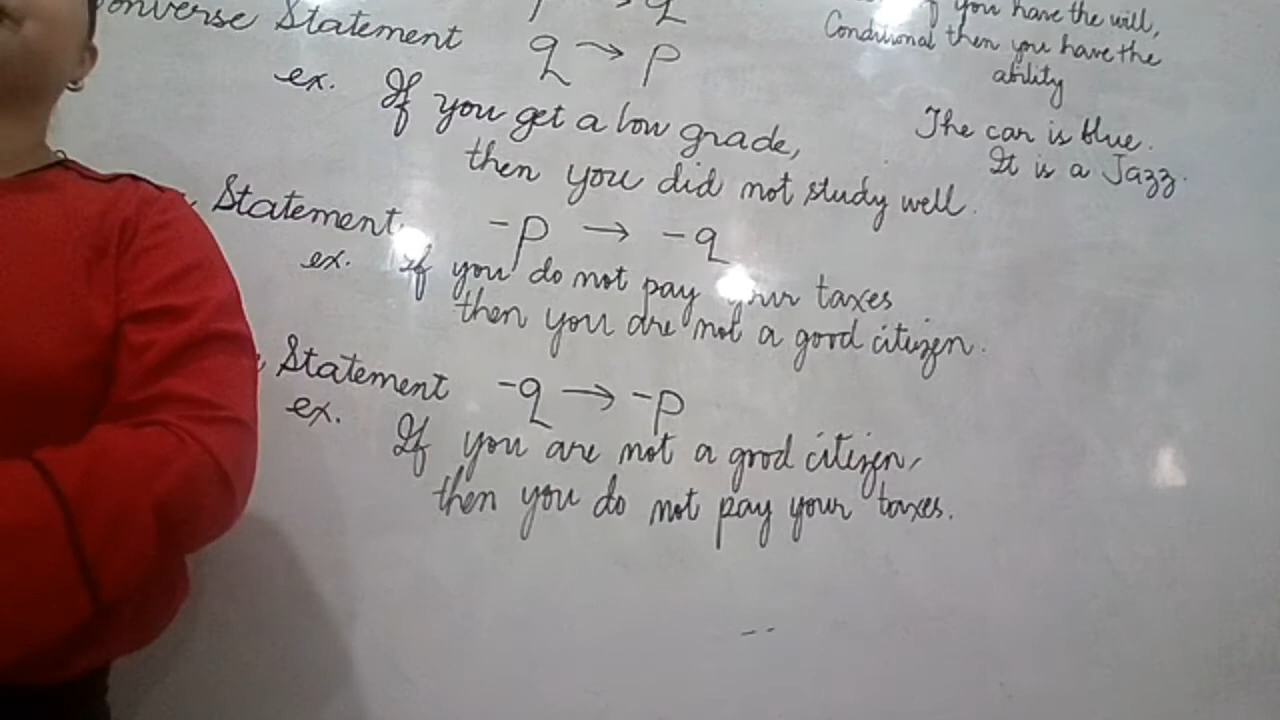 p → q
Converse Statement q → p
ex. If you get a low grade,
then you did not study well.
Statement -p → -q
ex. If you do not pay your taxes
then you are not a good citizen.
Statement -q → -p
ex. If you are not a good citizen,
then you do not pay your taxes.
you have the will,
Conditional then you have the
ability
The car is blue.
It is a Jazz.